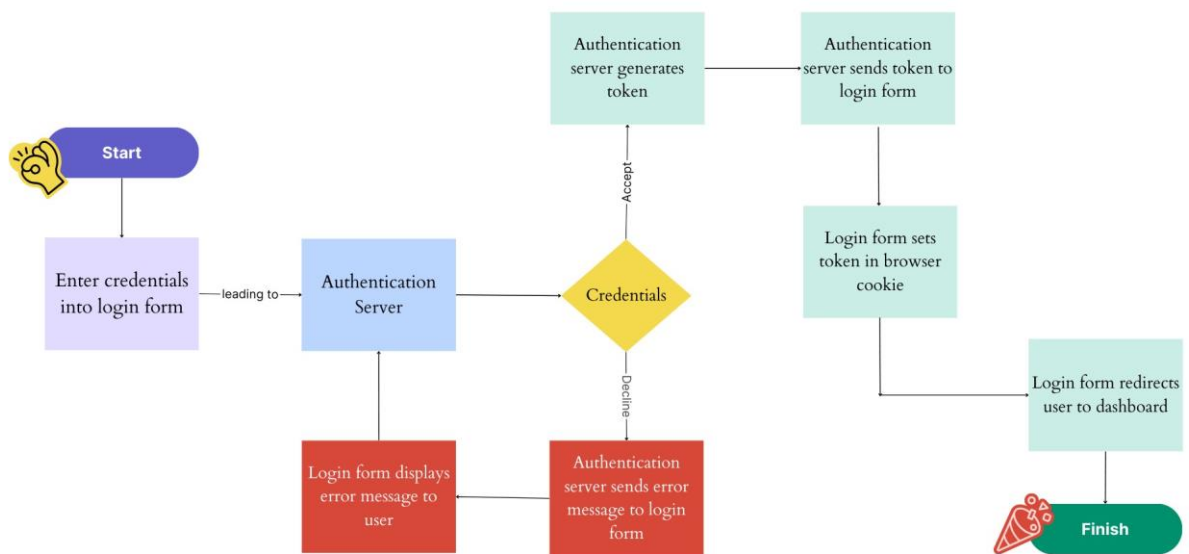 Start
Enter credentials
into login form
leading to
Authentication
Server
Credentials
Accept
Authentication
server generates
token
Authentication
server sends token to
login form
Login form sets
token in browser
cookie
Login form redirects
user to dashboard
Finish
Decline
Authentication
server sends error
message to login
form
Login form displays
error message to
user